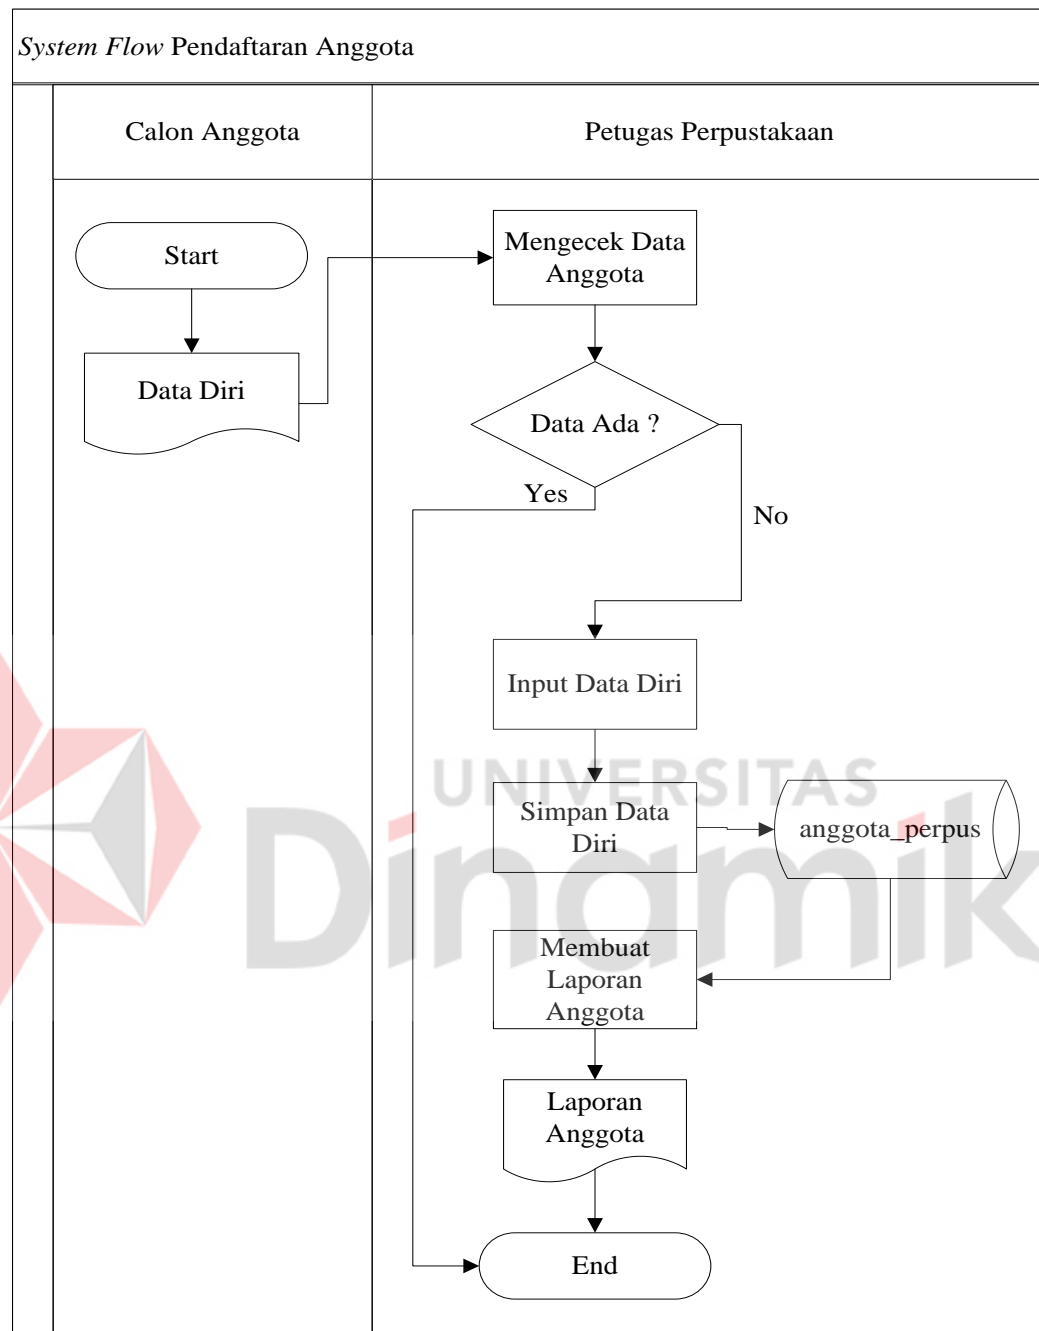 System Flow Pendaftaran Anggota
Calon Anggota
Petugas Perpustakaan
Start
Mengecek Data
Anggota
Data Diri
Data Ada ?
Yes
No
Input Data Diri
UNIVERSITAS
Dinamik
Simpan Data
Diri
anggota_perpus
Membuat
Laporan
Anggota
Laporan
Anggota
End